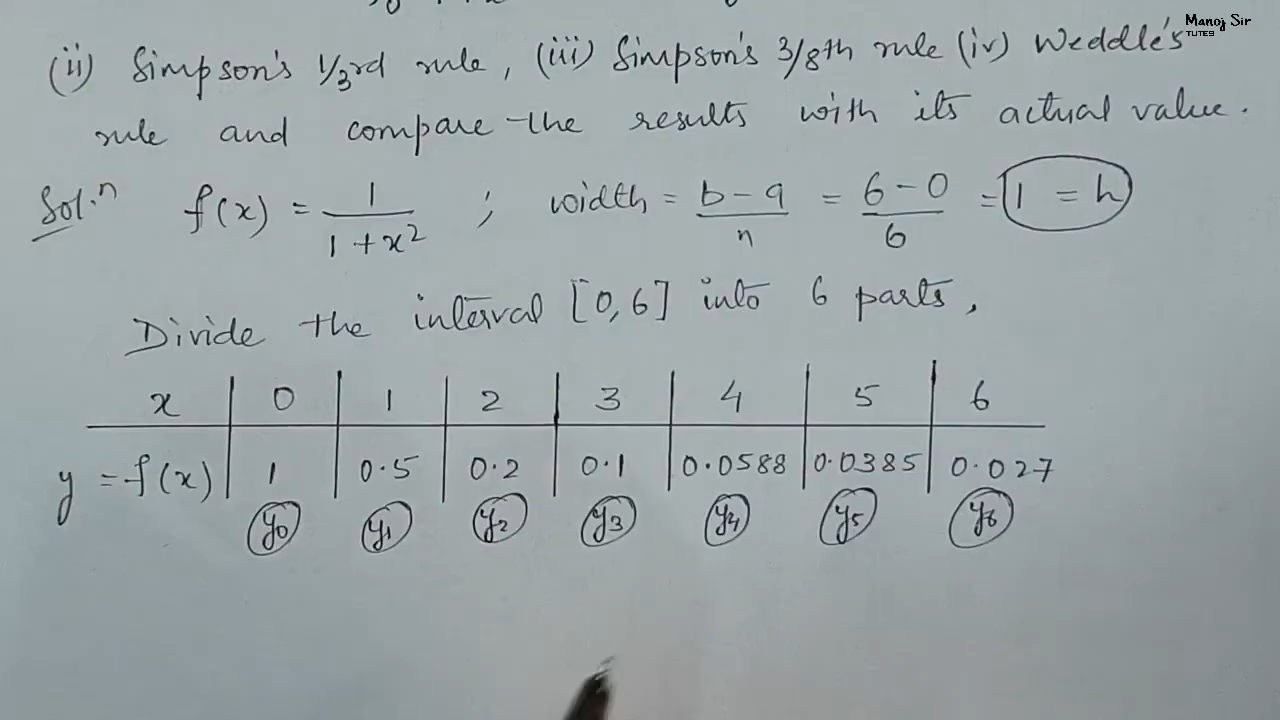 Manoj Sir
TUTES
(ii) Simpson's 1/3rd rule, (iii) Simpson's 3/8th rule (iv) Weddle's
rule and compare the results with its actual value.
Sol.n f(x) = 1/(1+x²) ; width = (b-a)/n = (6-0)/6 = 1 = h
Divide the interval [0,6] into 6 parts,
x | 0 | 1 | 2 | 3 | 4 | 5 | 6
y = f(x) | 1 | 0.5 | 0.2 | 0.1 | 0.0588 | 0.0385 | 0.027
y0 y1 y2 y3 y4 y5 y6